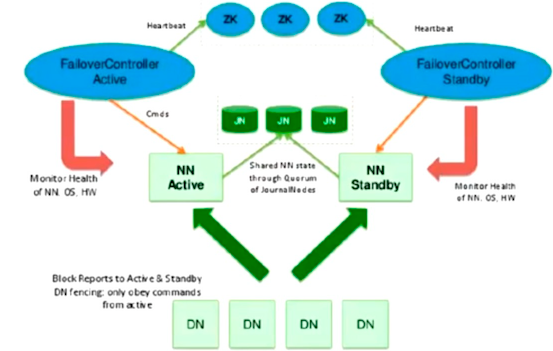 ZK ZK ZK
Heartbeat
Heartbeat
FailoverController
Active
FailoverController
Standby
Cmds
JN JN JN
Monitor Health
of NN. OS, HW
NN
Active
Shared NN state
through Quorum
of JournalNodes
NN
Standby
Monitor Health
of NN. OS, HW
Block Reports to Active & Standby
DN fencing: only obey commands
from active
DN DN DN DN